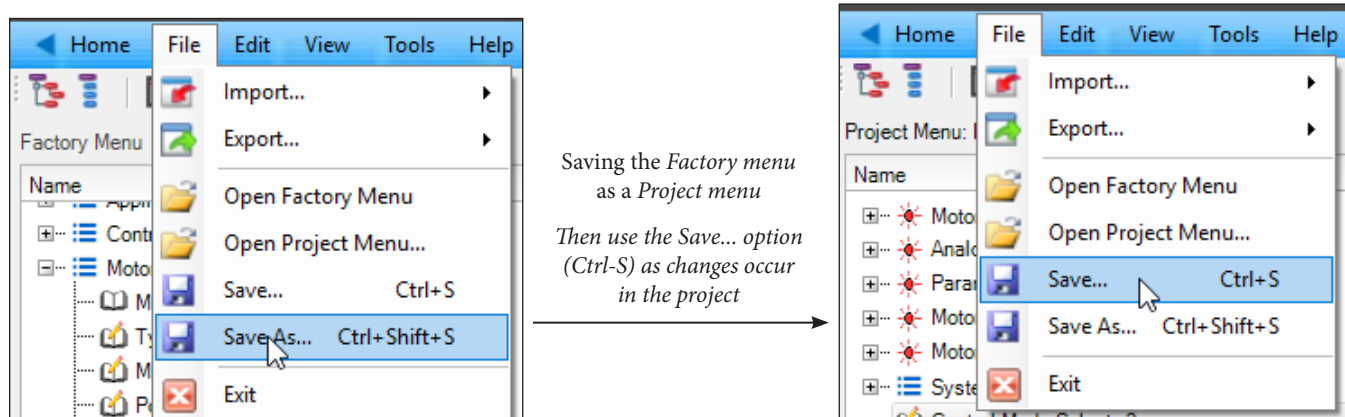 Home File Edit View Tools Help
Import...
Factory Menu
Export...
Name
Open Factory Menu
Open Project Menu...
Save... Ctrl+S
Save As... Ctrl+Shift+S
Exit
Saving the Factory menu
as a Project menu
Then use the Save... option
(Ctrl-S) as changes occur
in the project
Home File Edit View Tools Help
Import...
Project Menu:
Export...
Name
Open Factory Menu
Open Project Menu...
Save... Ctrl+S
Save As... Ctrl+Shift+S
Exit